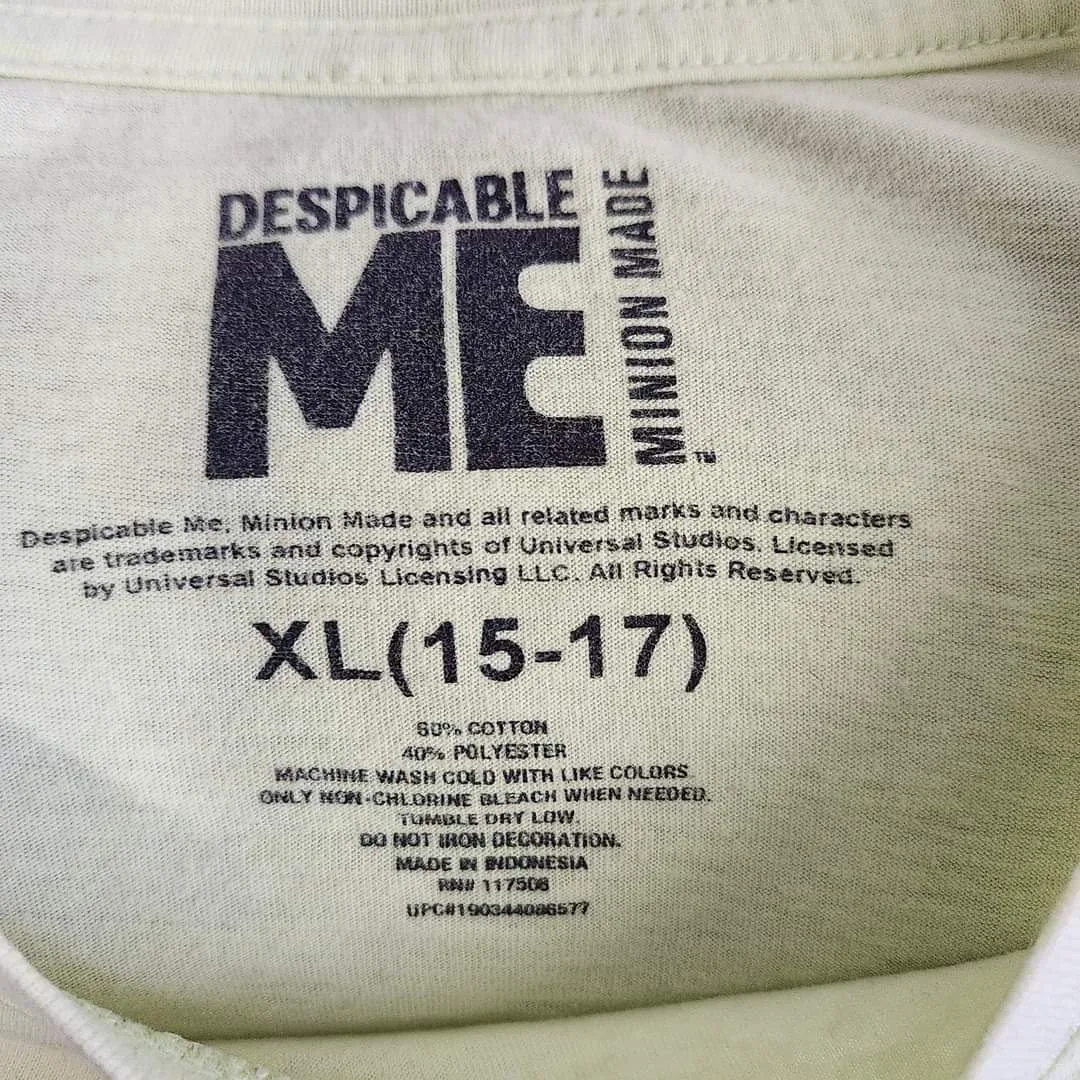 DESPICABLE
ME
MINION MADE
™
Despicable Me, Minion Made and all related marks and characters
are trademarks and copyrights of Universal Studios. Licensed
by Universal Studios Licensing LLC. All Rights Reserved.
XL(15-17)
60% COTTON
40% POLYESTER
MACHINE WASH COLD WITH LIKE COLORS
ONLY NON-CHLORINE BLEACH WHEN NEEDED.
TUMBLE DRY LOW.
DO NOT IRON DECORATION.
MADE IN INDONESIA
RN# 117506
UPC#190344086577